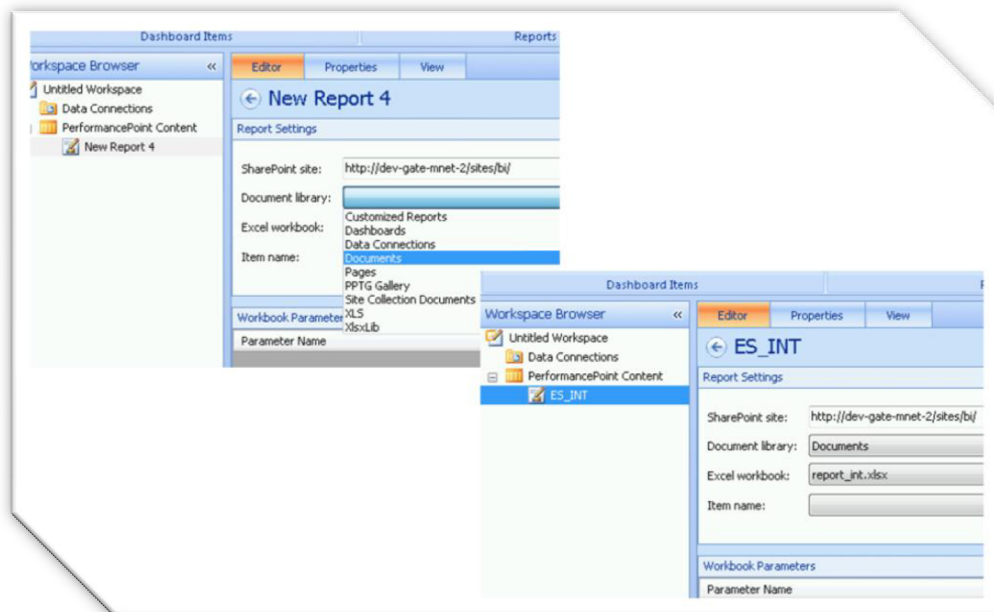 Dashboard Items Reports
Workspace Browser «
Editor Properties View
Untitled Workspace
Data Connections
PerformancePoint Content
New Report 4
New Report 4
Report Settings
SharePoint site: http://dev-gate-mnet-2/sites/bi/
Document library:
Excel workbook:
Item name:
Customized Reports
Dashboards
Data Connections
Documents
Pages
PPTG Gallery
Site Collection Documents
XLS
XlsxLib
Workbook Parameter
Parameter Name
Dashboard Items
Workspace Browser «
Editor Properties View
Untitled Workspace
Data Connections
PerformancePoint Content
ES_INT
ES_INT
Report Settings
SharePoint site: http://dev-gate-mnet-2/sites/bi/
Document library: Documents
Excel workbook: report_int.xlsx
Item name:
Workbook Parameters
Parameter Name